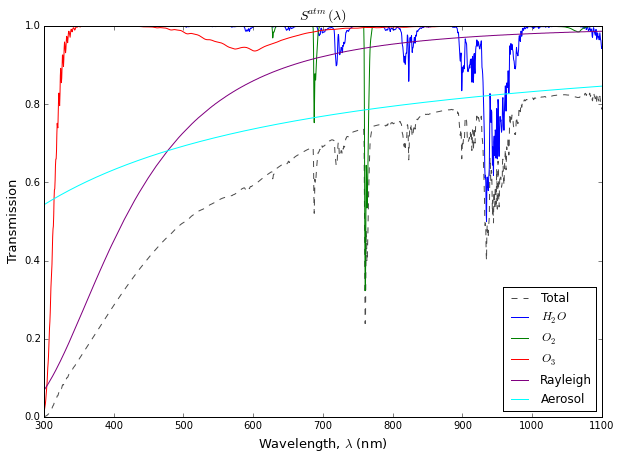 S^{atm}(λ)
1.0
0.8
0.6
0.4
0.2
0.0
Transmission
300 400 500 600 700 800 900 1000 1100
Wavelength, λ (nm)
Total
H₂O
O₂
O₃
Rayleigh
Aerosol